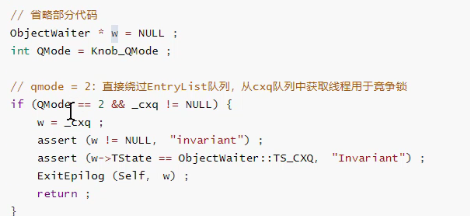 // 省略部分代码
ObjectWaiter * w = NULL ;
int QMode = Knob_QMode ;
// qmode = 2：直接绕过EntryList队列，从cxq队列中获取线程用于竞争锁
if (QMode == 2 && _cxq != NULL) {
w = _cxq ;
assert (w != NULL, "invariant") ;
assert (w->TState == ObjectWaiter::TS_CXQ, "Invariant") ;
ExitEpilog (Self, w) ;
return ;
}